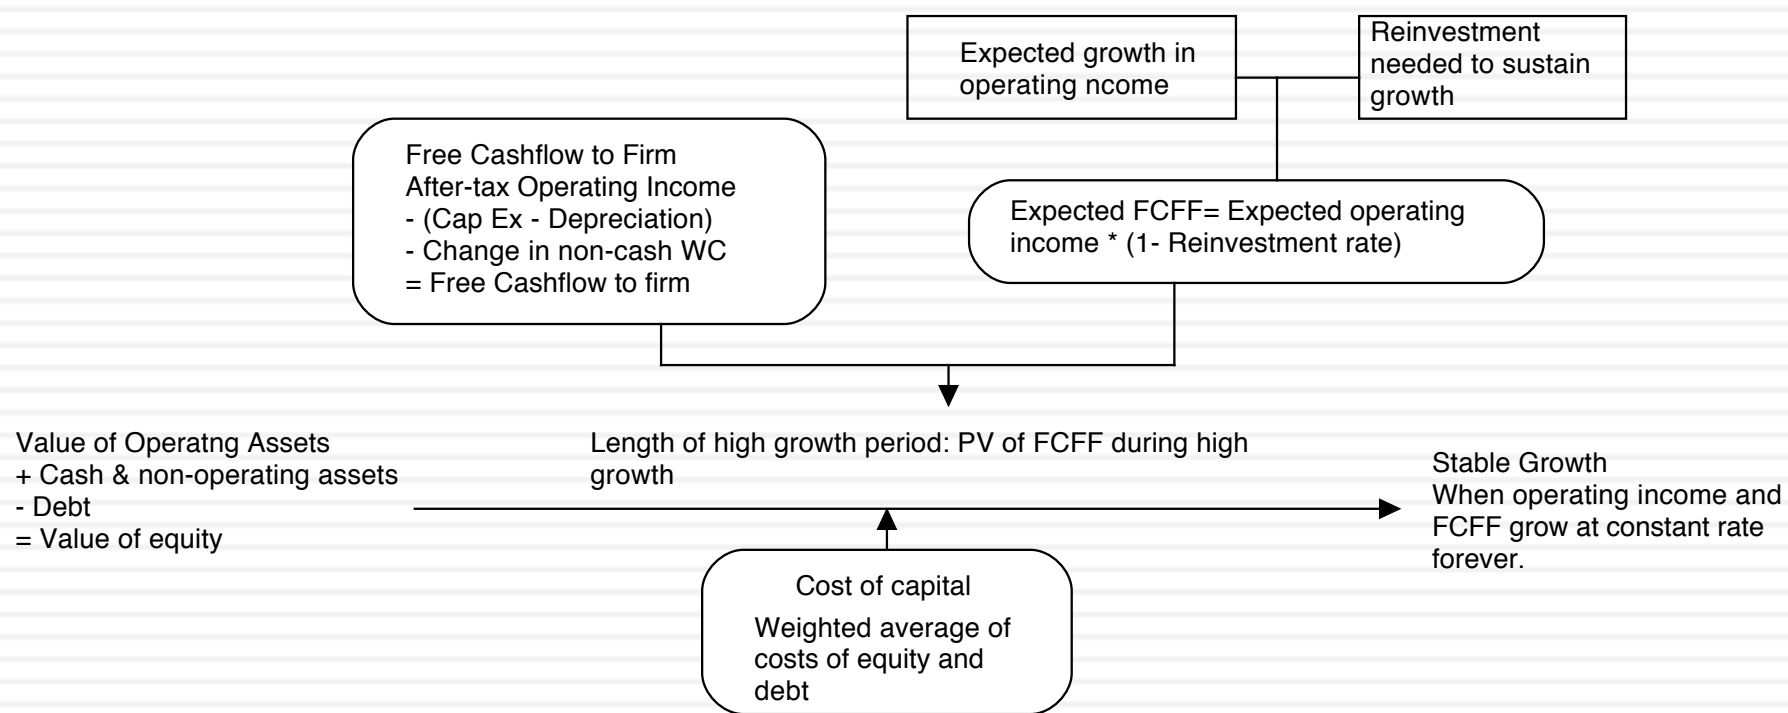 Expected growth in
operating ncome
Reinvestment
needed to sustain
growth
Free Cashflow to Firm
After-tax Operating Income
- (Cap Ex - Depreciation)
- Change in non-cash WC
= Free Cashflow to firm
Expected FCFF= Expected operating
income * (1- Reinvestment rate)
Value of Operatng Assets
+ Cash & non-operating assets
- Debt
= Value of equity
Length of high growth period: PV of FCFF during high
growth
Stable Growth
When operating income and
FCFF grow at constant rate
forever.
Cost of capital
Weighted average of
costs of equity and
debt